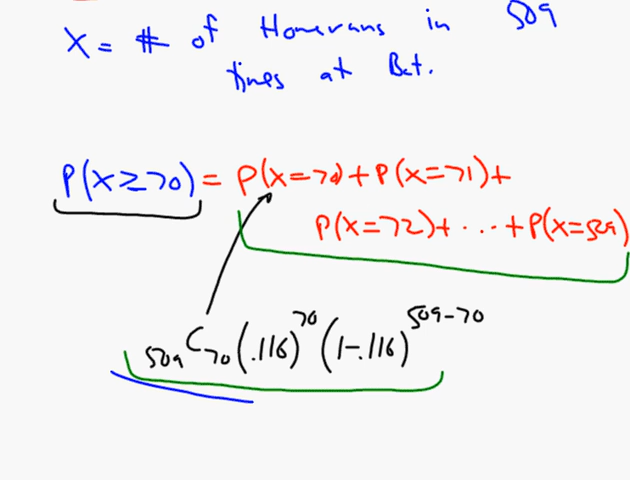 X = # of Homeruns in 509
times at Bat.
P(X≥70) = P(X=70) + P(X=71) +
P(X=72) + ... + P(X=509)
₅₀₉C₇₀ (.116)⁷⁰ (1-.116)⁵⁰⁹⁻⁷⁰